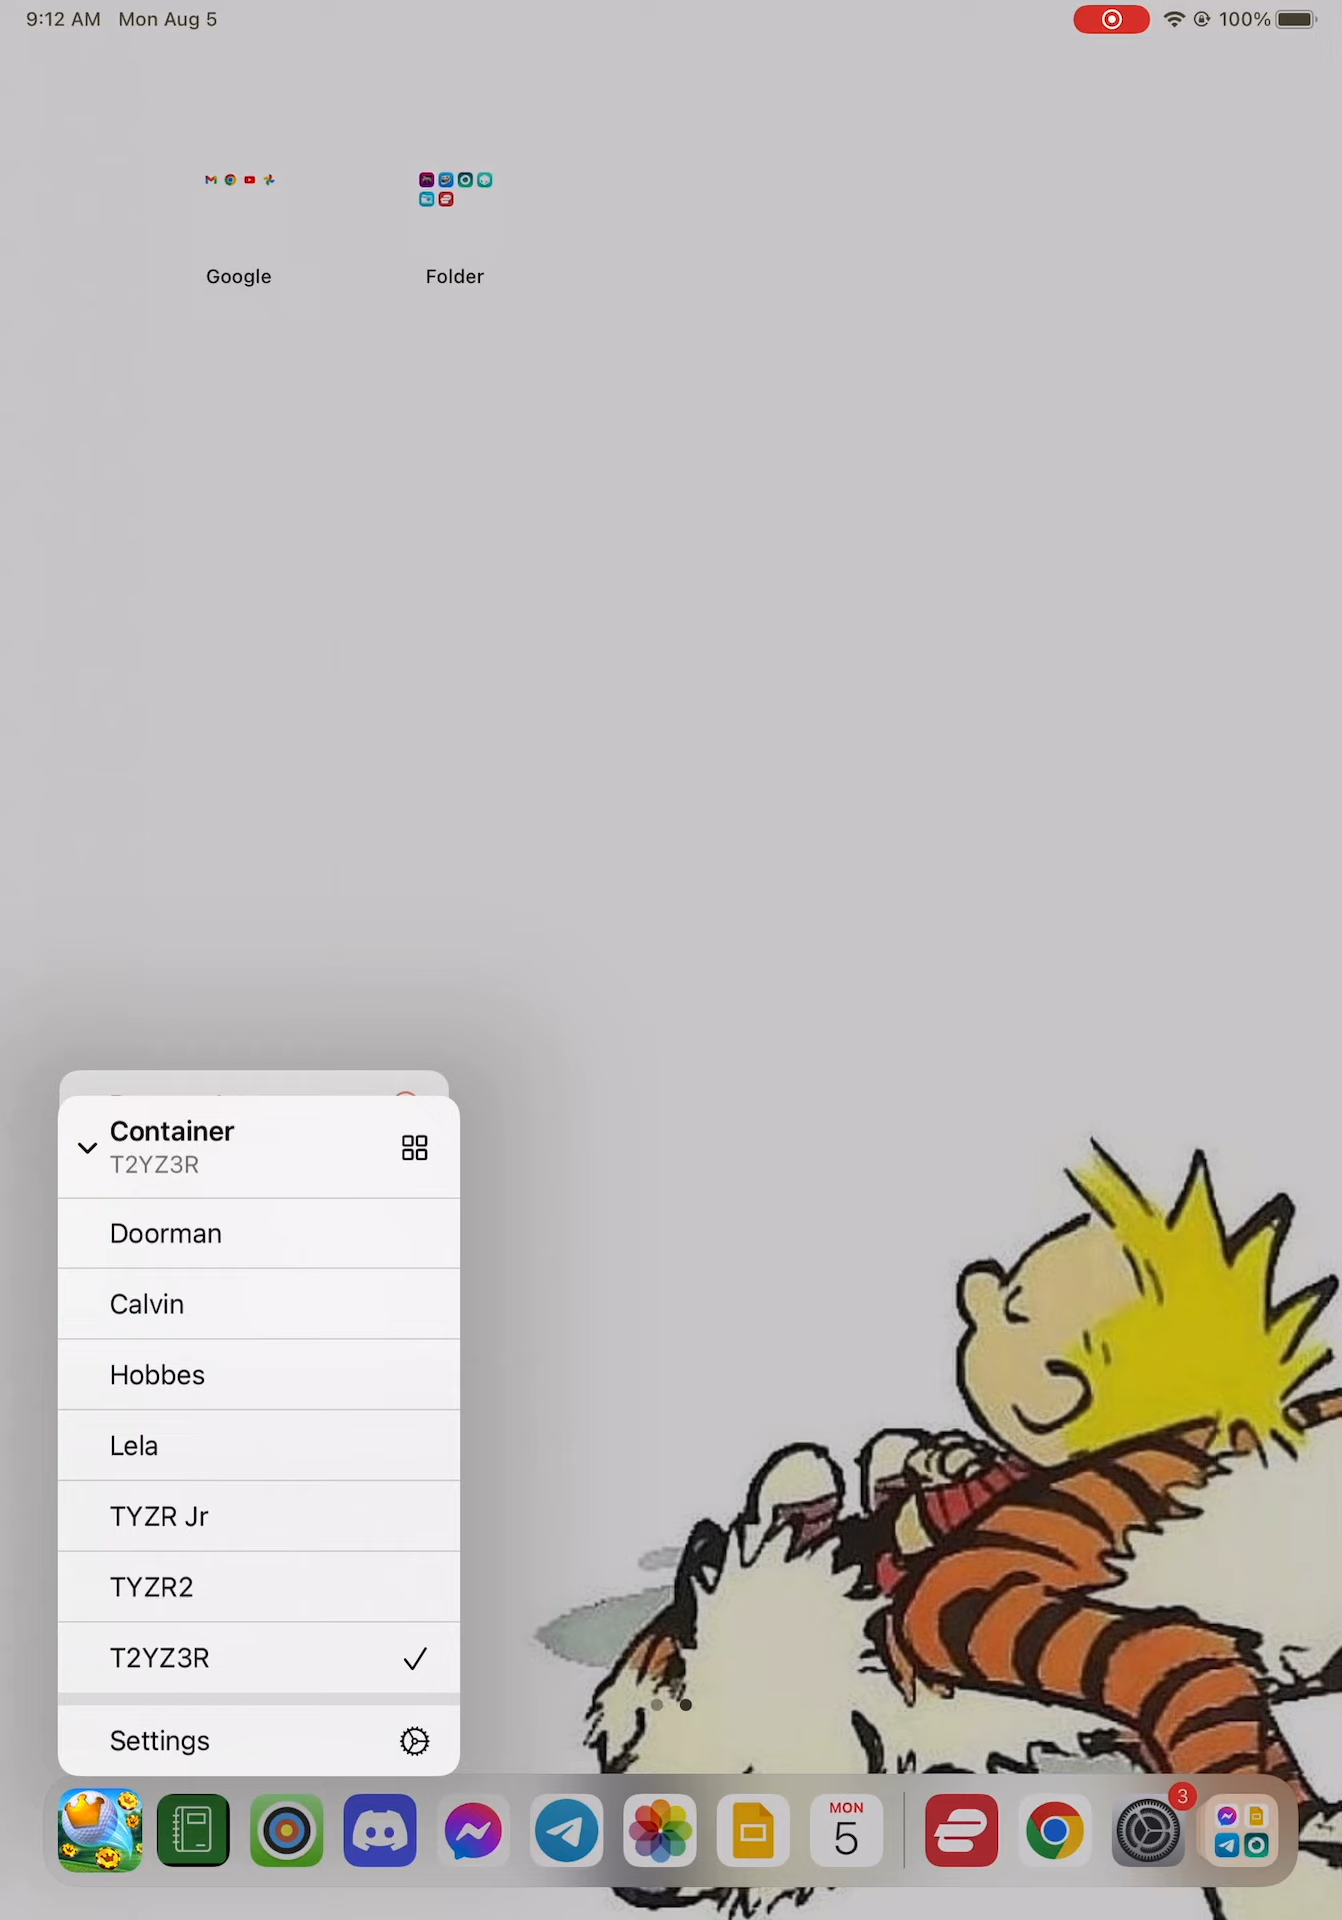 9:12 AM Mon Aug 5
100%
Google
Folder
Container
T2YZ3R
Doorman
Calvin
Hobbes
Lela
TYZR Jr
TYZR2
T2YZ3R
Settings
MON
5
3